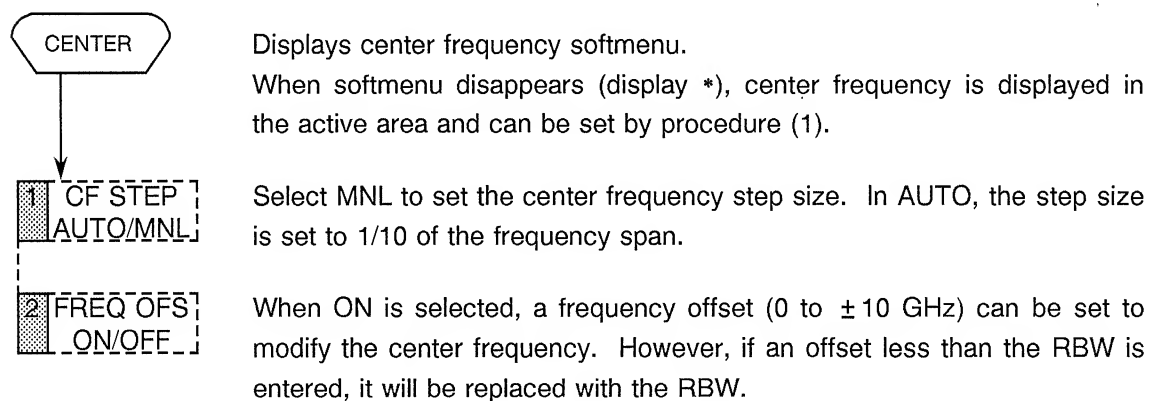 CENTER
Displays center frequency softmenu.
When softmenu disappears (display *), center frequency is displayed in
the active area and can be set by procedure (1).
1 CF STEP
AUTO/MNL
Select MNL to set the center frequency step size. In AUTO, the step size
is set to 1/10 of the frequency span.
2 FREQ OFS
ON/OFF
When ON is selected, a frequency offset (0 to ±10 GHz) can be set to
modify the center frequency. However, if an offset less than the RBW is
entered, it will be replaced with the RBW.